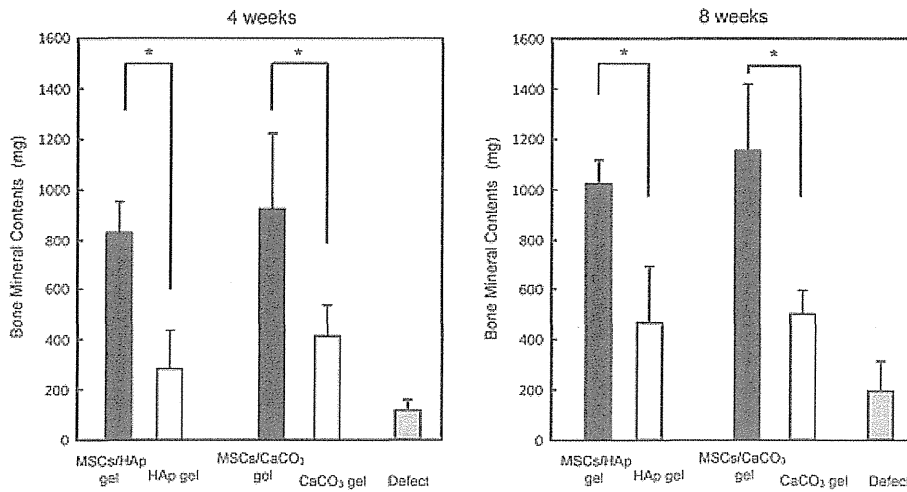 4 weeks
1600
1400
1200
1000
800
600
400
200
0
Bone Mineral Contents (mg)
*
*
MSCs/HAp
gel
HAp gel
MSCs/CaCO₃
gel
CaCO₃ gel
Defect
8 weeks
1600
1400
1200
1000
800
600
400
200
0
Bone Mineral Contents (mg)
*
*
MSCs/HAp
gel
HAp gel
MSCs/CaCO₃
gel
CaCO₃ gel
Defect